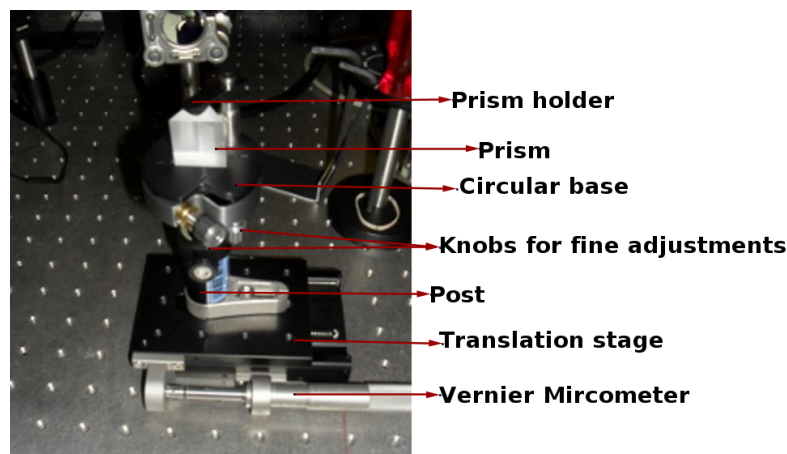 Prism holder
Prism
Circular base
Knobs for fine adjustments
Post
Translation stage
Vernier Mircometer